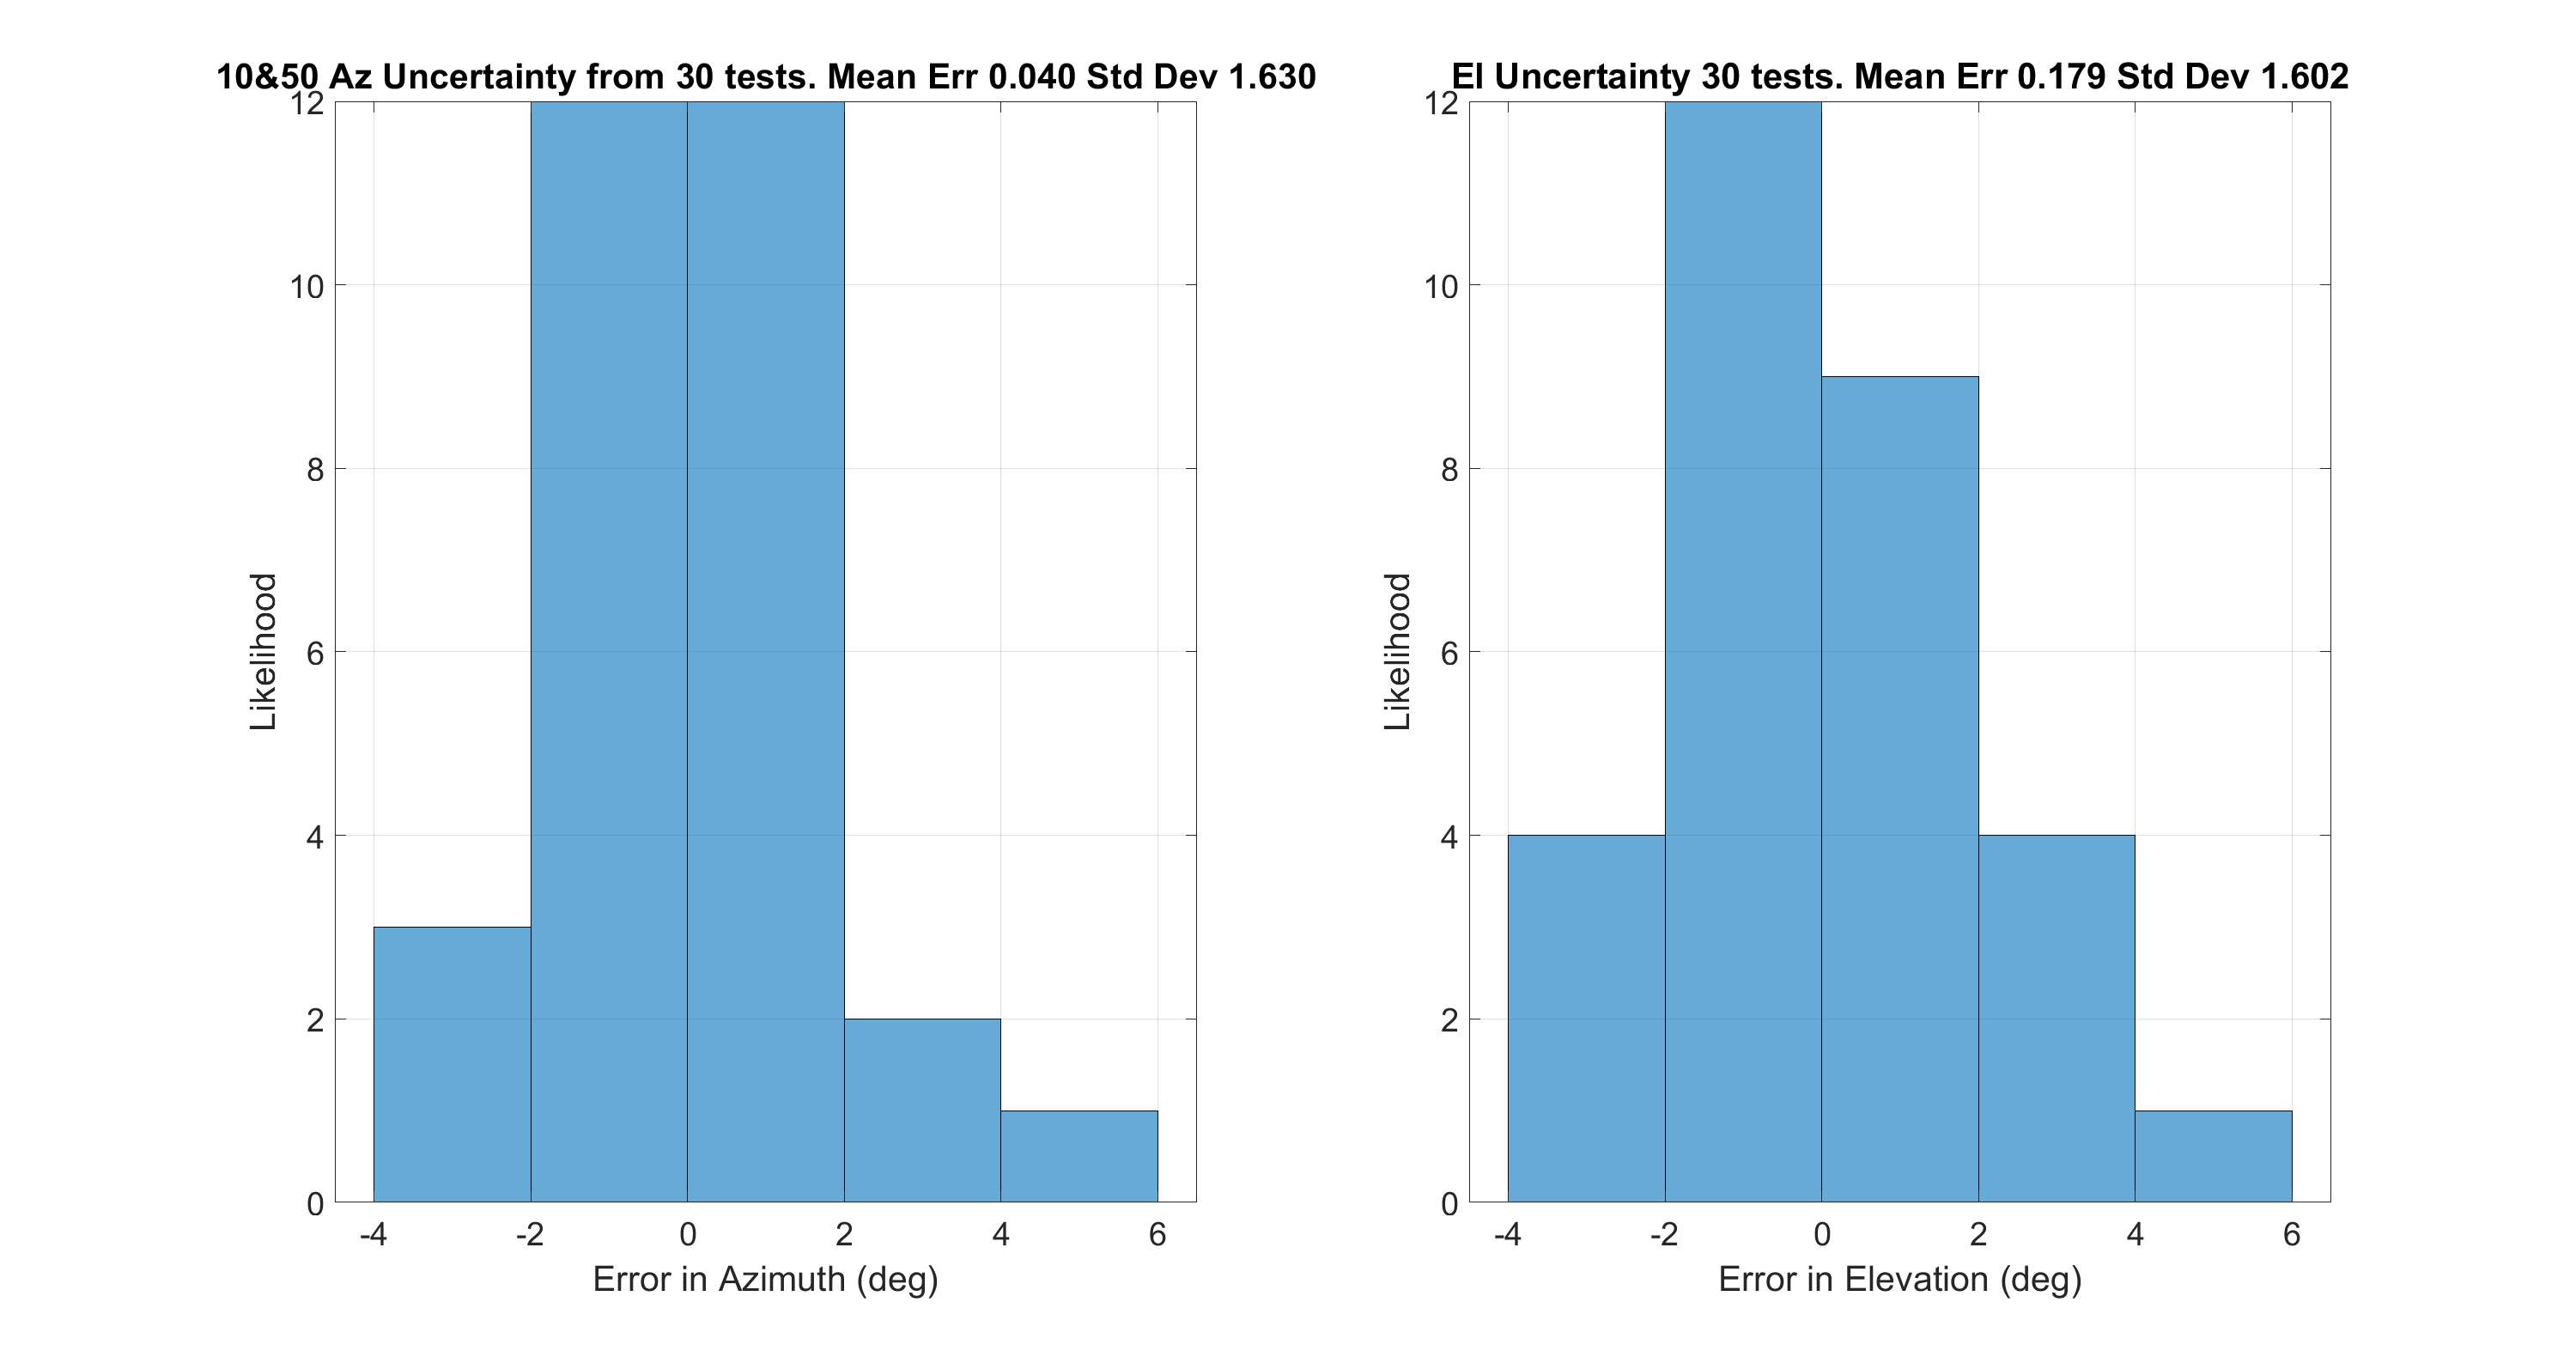 10&50 Az Uncertainty from 30 tests. Mean Err 0.040 Std Dev 1.630
12
10
8
6
4
2
0
Likelihood
-4 -2 0 2 4 6
Error in Azimuth (deg)
El Uncertainty 30 tests. Mean Err 0.179 Std Dev 1.602
12
10
8
6
4
2
0
Likelihood
-4 -2 0 2 4 6
Error in Elevation (deg)